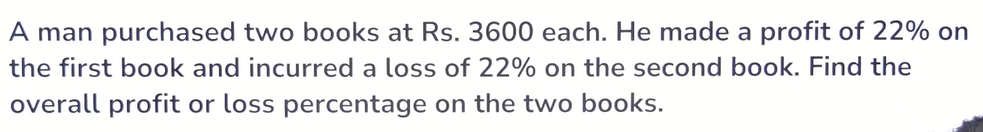 A man purchased two books at Rs. 3600 each. He made a profit of 22% on
the first book and incurred a loss of 22% on the second book. Find the
overall profit or loss percentage on the two books.